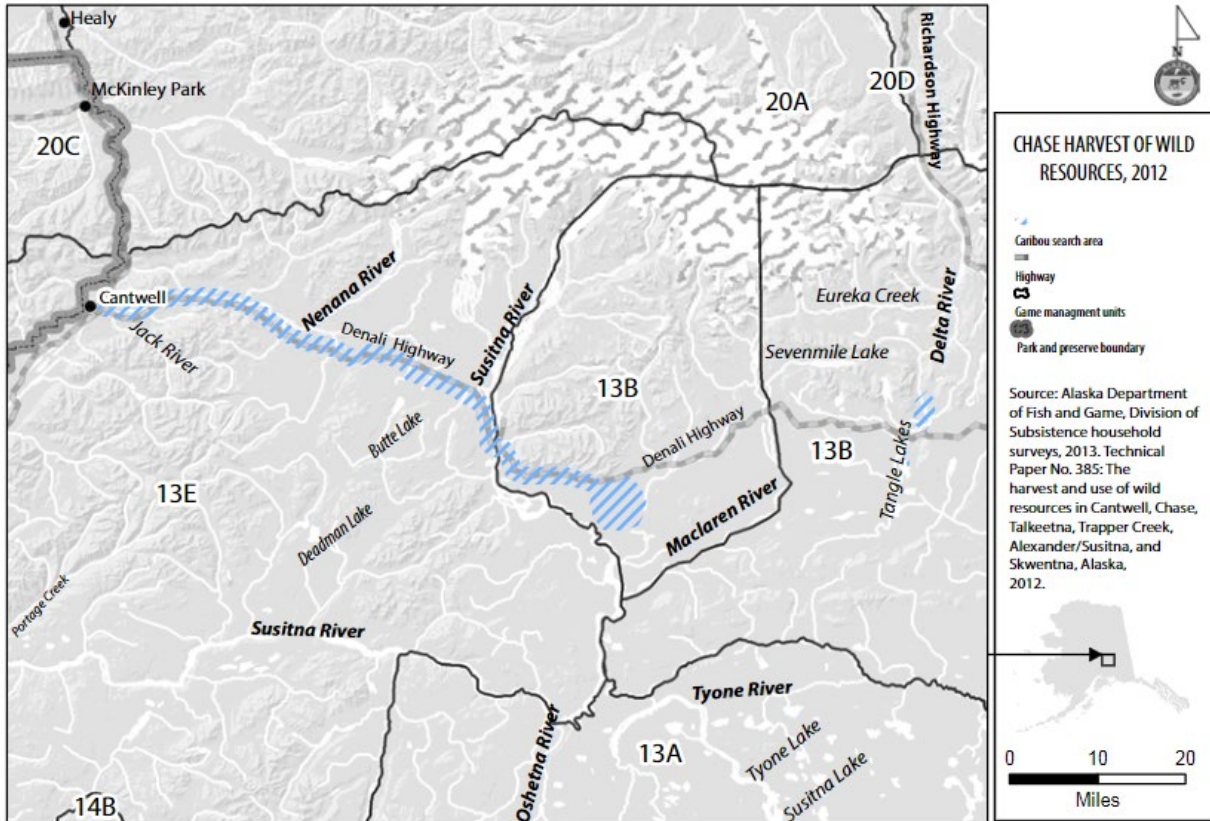 Healy
McKinley Park
20C
20A
20D
Richardson Highway
N
Cantwell
Jack River
Nenana River
Denali Highway
Susitna River
Eureka Creek
Delta River
Sevenmile Lake
13B
Butte Lake
Denali Highway
13B
Tangle Lakes
13E
Deadman Lake
Maclaren River
Portage Creek
Susitna River
Tyone River
Oshetna River
13A
Tyone Lake
Susitna Lake
14B
CHASE HARVEST OF WILD
RESOURCES, 2012
Caribou search area
Highway
Game managment units
Park and preserve boundary
Source: Alaska Department
of Fish and Game, Division of
Subsistence household
surveys, 2013. Technical
Paper No. 385: The
harvest and use of wild
resources in Cantwell, Chase,
Talkeetna, Trapper Creek,
Alexander/Susitna, and
Skwentna, Alaska,
2012.
0 10 20
Miles